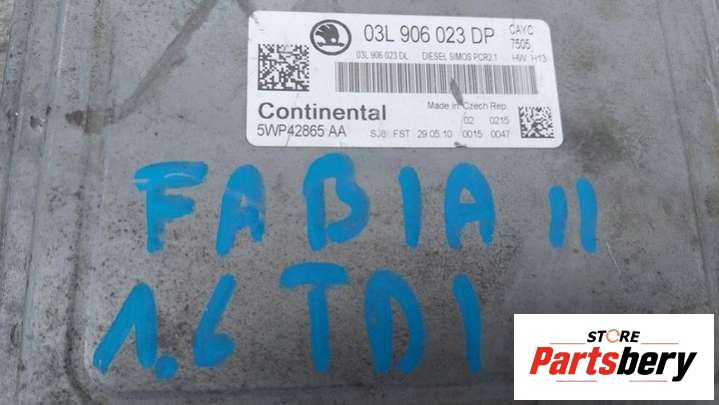 03L 906 023 DP
CAYC
7505
03L 906 023 DL DIESEL SIMOS PCR2.1 HW: H13
Continental
Made in Czech Rep.
5WP42865 AA
02 0215
SJ8 FST 29.05.10 0015 0047
FABIA II
1.6 TDI
STORE
Partsbery